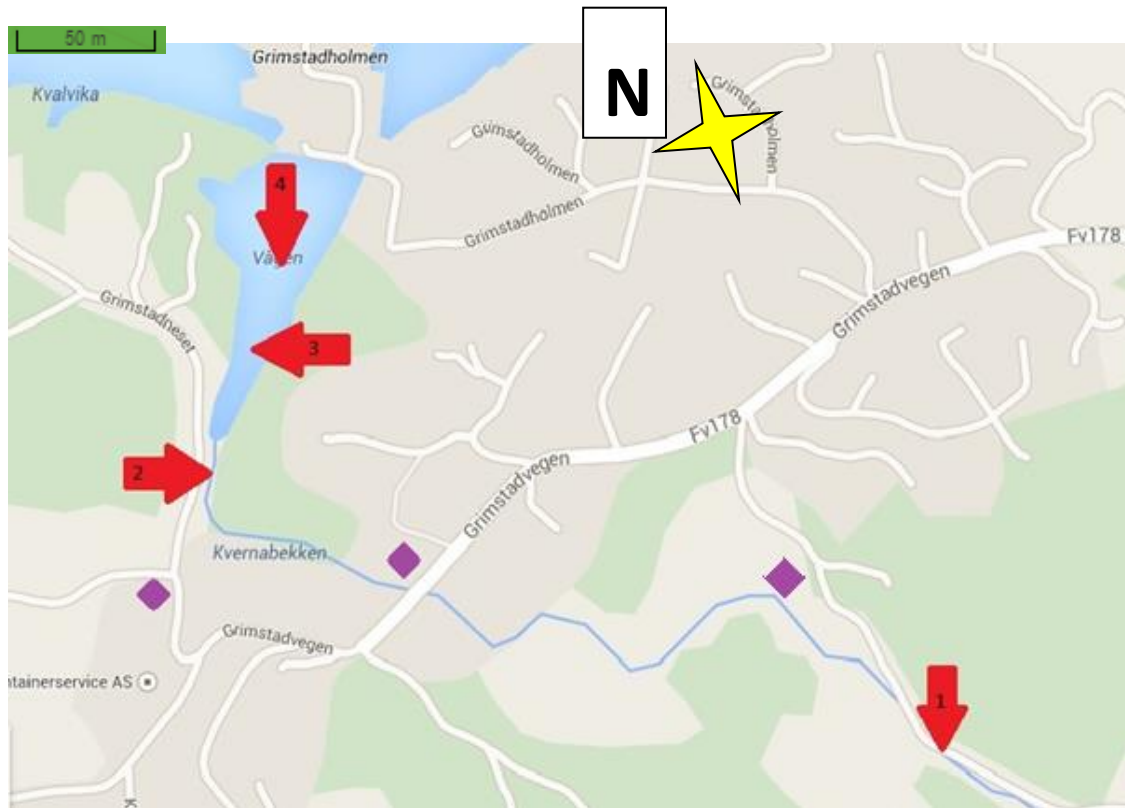 50 m
Grimstadholmen
Kvalvika
N
Grimstadholmen
Grimstadholmen
Grimstadholmen
4
Vågen
Fv178
Grimstadneset
Grimstadvegen
3
Fv178
2
Grimstadvegen
Kvernabekken
Grimstadvegen
ntainerservice AS
1
K